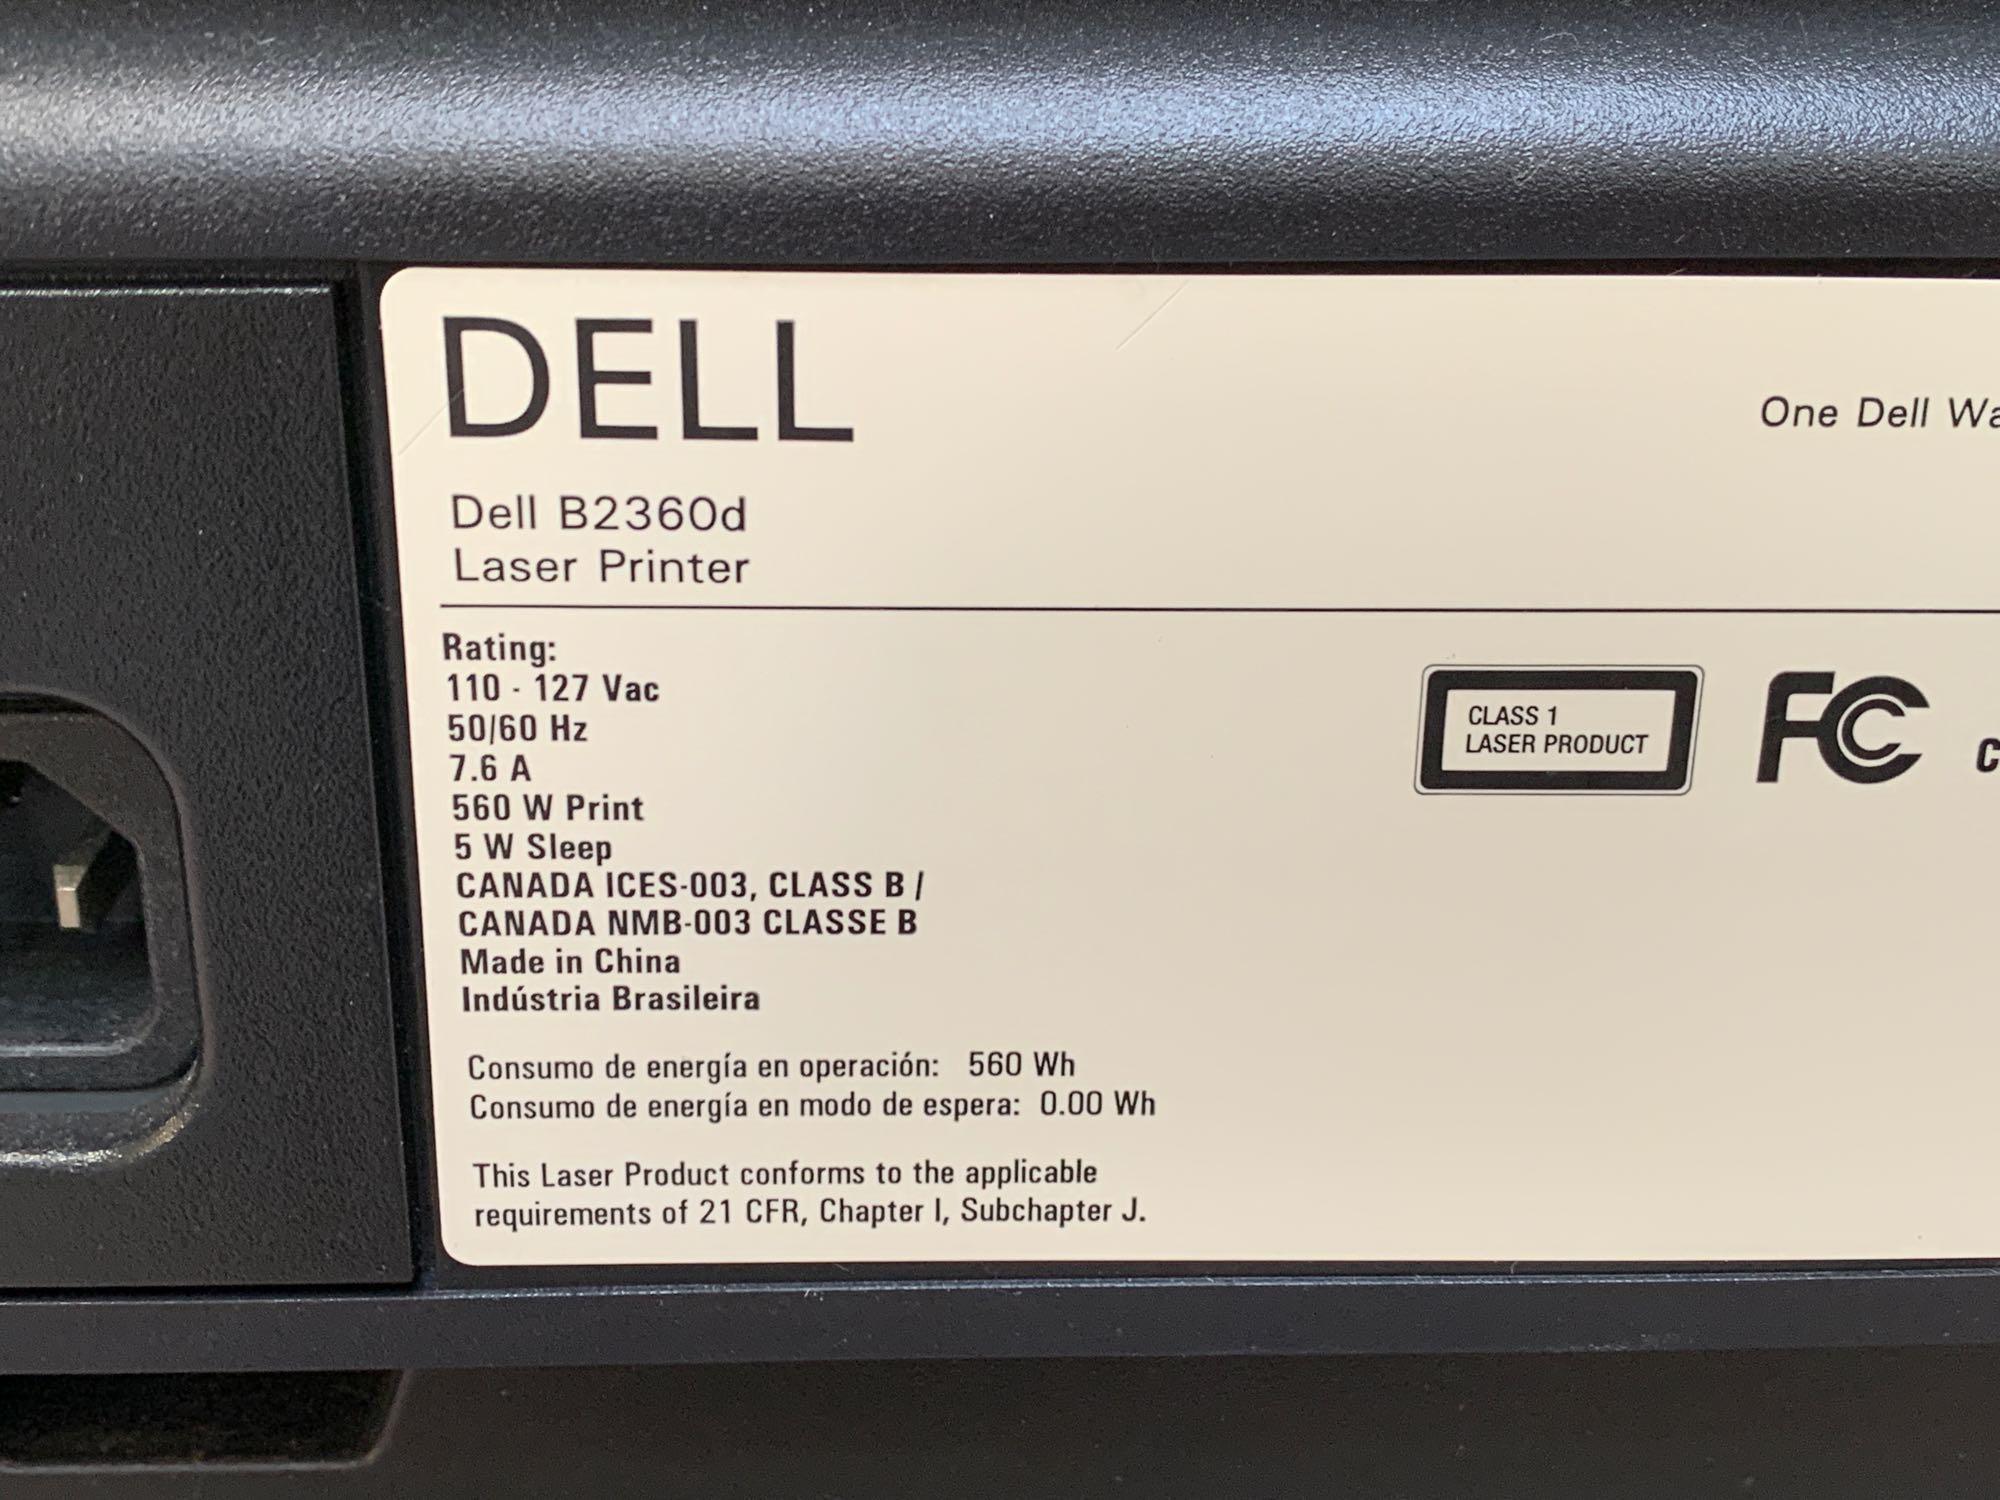 DELL
One Dell
Dell B2360d
Laser Printer
Rating:
110 - 127 Vac
50/60 Hz
7.6 A
560 W Print
5 W Sleep
CANADA ICES-003, CLASS B /
CANADA NMB-003 CLASSE B
Made in China
Indústria Brasileira
CLASS 1
LASER PRODUCT
FC
Consumo de energía en operación: 560 Wh
Consumo de energía en modo de espera: 0.00 Wh
This Laser Product conforms to the applicable
requirements of 21 CFR, Chapter I, Subchapter J.